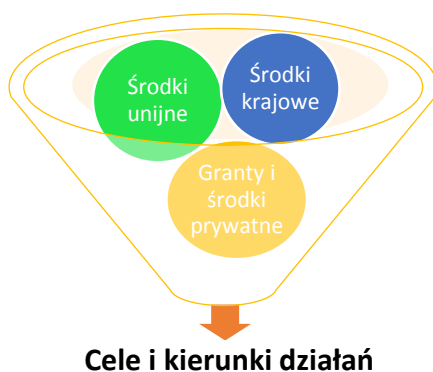 Środki
unijne
Środki
krajowe
Granty i
środki
prywatne
Cele i kierunki działań